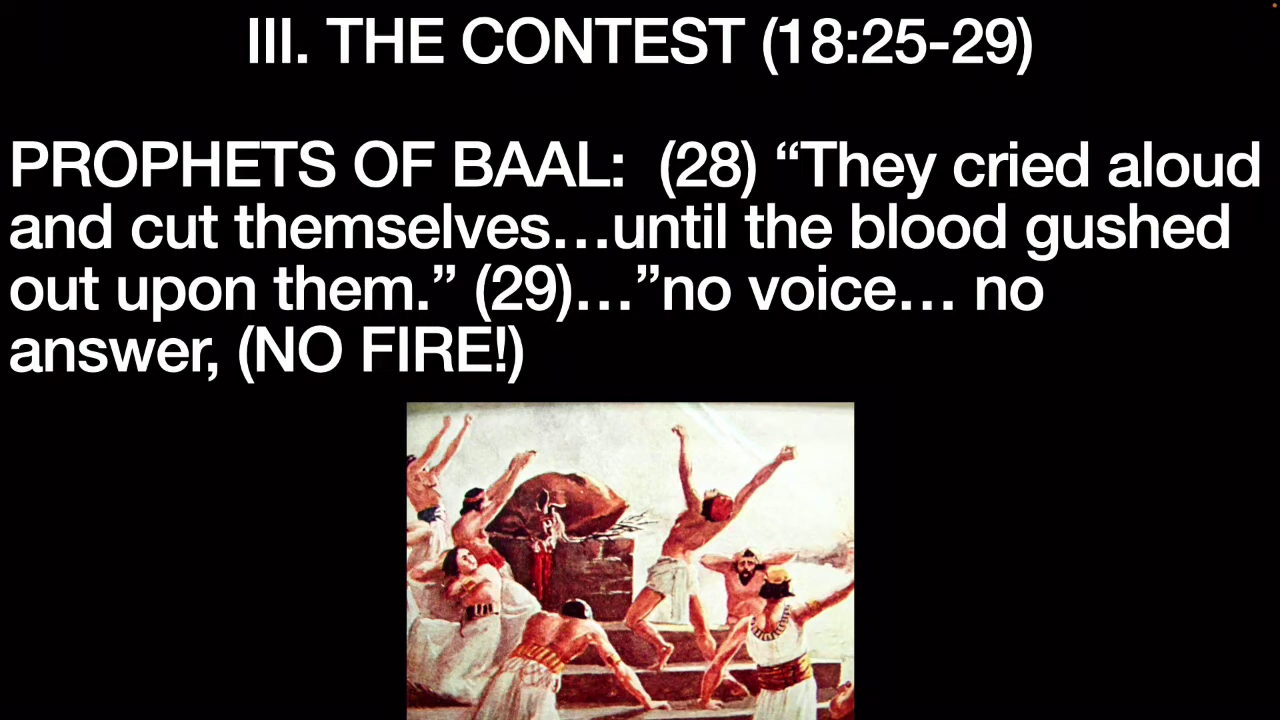 III. THE CONTEST (18:25-29)
PROPHETS OF BAAL:  (28) “They cried aloud
and cut themselves…until the blood gushed
out upon them.” (29)…”no voice… no
answer, (NO FIRE!)